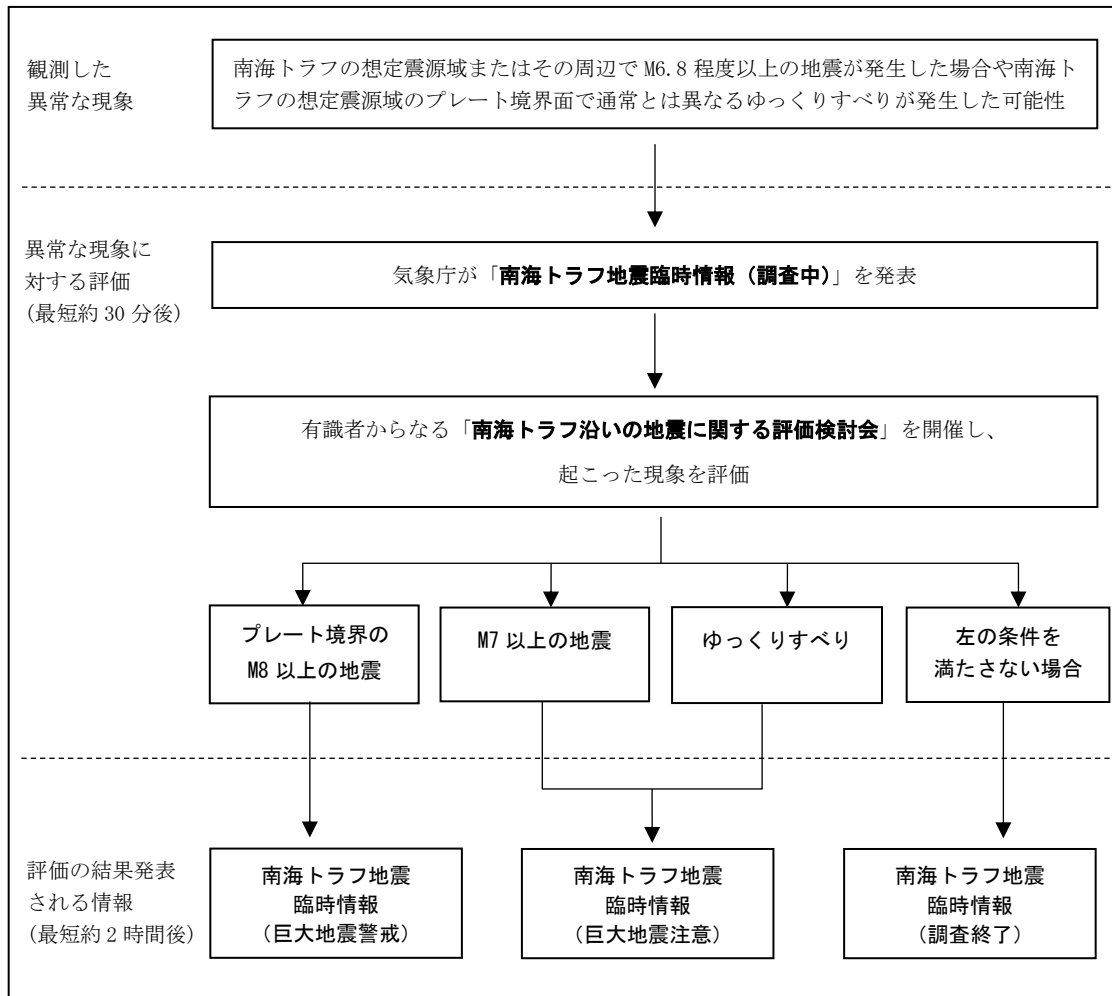 観測した
異常な現象
南海トラフの想定震源域またはその周辺で M6.8 程度以上の地震が発生した場合や南海ト
ラフの想定震源域のプレート境界面で通常とは異なるゆっくりすべりが発生した可能性
異常な現象に
対する評価
(最短約 30 分後)
気象庁が「南海トラフ地震臨時情報（調査中）」を発表
有識者からなる「南海トラフ沿いの地震に関する評価検討会」を開催し、
起こった現象を評価
プレート境界の
M8 以上の地震
M7 以上の地震
ゆっくりすべり
左の条件を
満たさない場合
評価の結果発表
される情報
(最短約 2 時間後)
南海トラフ地震
臨時情報
（巨大地震警戒）
南海トラフ地震
臨時情報
（巨大地震注意）
南海トラフ地震
臨時情報
（調査終了）